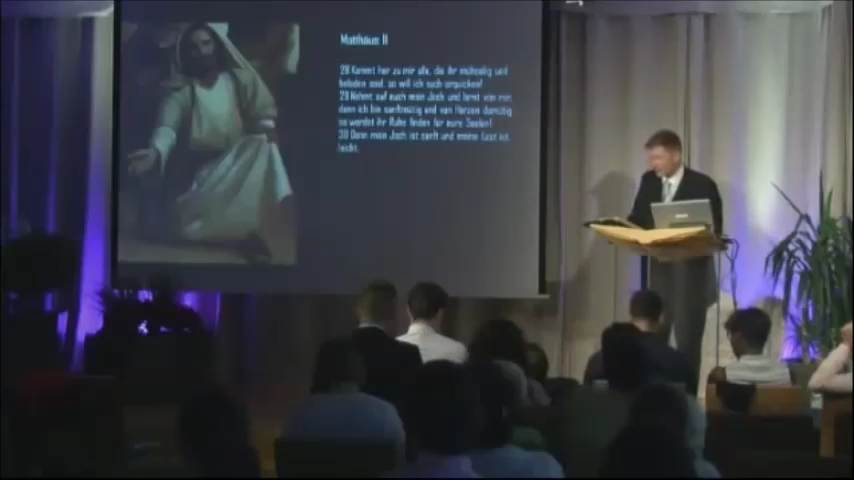 Matthäus 11
28 Kommt her zu mir alle, die ihr mühselig und
beladen seid, so will ich euch erquicken!
29 Nehmt auf euch mein Joch und lernt von mir,
denn ich bin sanftmütig und von Herzen demütig
so werdet ihr Ruhe finden für eure Seelen!
30 Denn mein Joch ist sanft und meine Last ist
leicht.